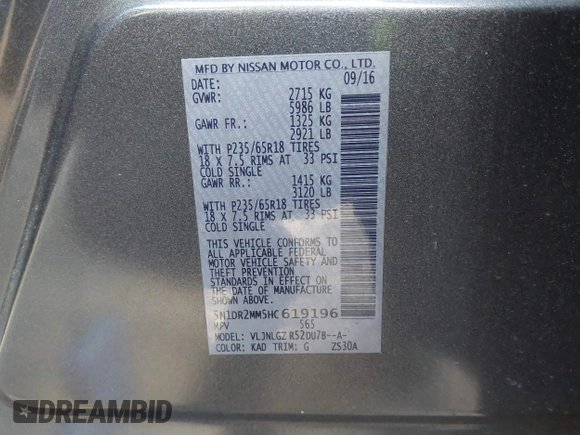 MFD BY NISSAN MOTOR CO., LTD.
DATE: 09/16
GVWR: 2715 KG
5986 LB
GAWR FR.: 1325 KG
2921 LB
WITH P235/65R18 TIRES
18 X 7.5 RIMS AT 33 PSI
COLD SINGLE
GAWR RR.: 1415 KG
3120 LB
WITH P235/65R18 TIRES
18 X 7.5 RIMS AT 33 PSI
COLD SINGLE
THIS VEHICLE CONFORMS TO
ALL APPLICABLE FEDERAL
MOTOR VEHICLE SAFETY AND
THEFT PREVENTION
STANDARDS IN EFFECT ON
THE DATE OF MANUFACTURE
SHOWN ABOVE.
5N1DR2MM5HC 619196
MPV 565
MODEL: VLJNLGZ R52DU7B--A-
COLOR: KAD TRIM: G Z530A
DREAMBID